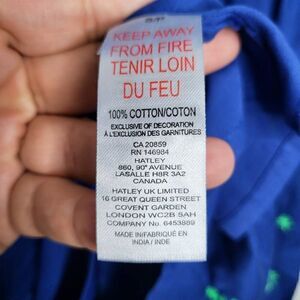 S/P
KEEP AWAY
FROM FIRE
TENIR LOIN
DU FEU
100% COTTON/COTON
EXCLUSIVE OF DECORATION
À L'EXCLUSION DES GARNITURES
CA 20859
RN 146984
HATLEY
860, 90e AVENUE
LASALLE H8R 3A2
CANADA
HATLEY UK LIMITED
16 GREAT QUEEN STREET
COVENT GARDEN
LONDON WC2B 5AH
COMPANY No. 6453889
MADE IN/FABRIQUÉ EN
INDIA / INDE